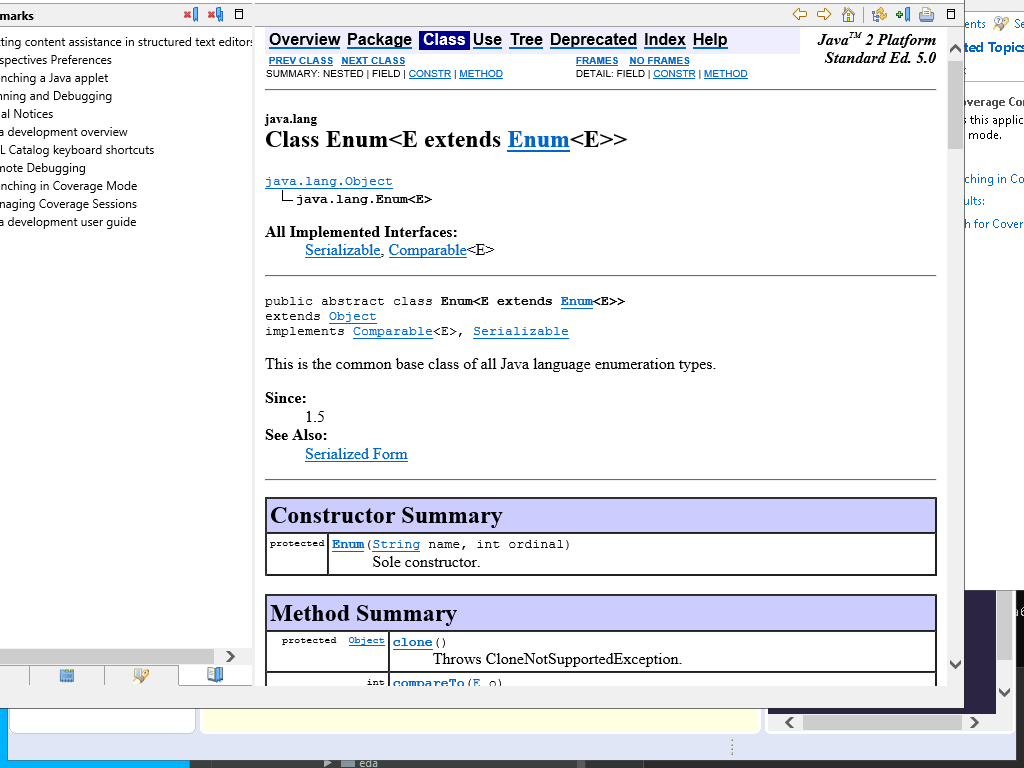 marks
ting content assistance in structured text editors
spectives Preferences
nching a Java applet
nning and Debugging
al Notices
a development overview
L Catalog keyboard shortcuts
mote Debugging
nching in Coverage Mode
naging Coverage Sessions
a development user guide
Overview Package Class Use Tree Deprecated Index Help
Java™ 2 Platform
Standard Ed. 5.0
PREV CLASS NEXT CLASS
FRAMES NO FRAMES
SUMMARY: NESTED | FIELD | CONSTR | METHOD
DETAIL: FIELD | CONSTR | METHOD
java.lang
Class Enum<E extends Enum<E>>
java.lang.Object
java.lang.Enum<E>
All Implemented Interfaces:
Serializable, Comparable<E>
public abstract class Enum<E extends Enum<E>>
extends Object
implements Comparable<E>, Serializable
This is the common base class of all Java language enumeration types.
Since:
1.5
See Also:
Serialized Form
Constructor Summary
protected Enum(String name, int ordinal)
Sole constructor.
Method Summary
protected Object clone()
Throws CloneNotSupportedException.
int compareTo(E o)
ents Se
ted Topics
verage Co
s this applic
mode.
ching in Co
ults:
h for Cover
eda